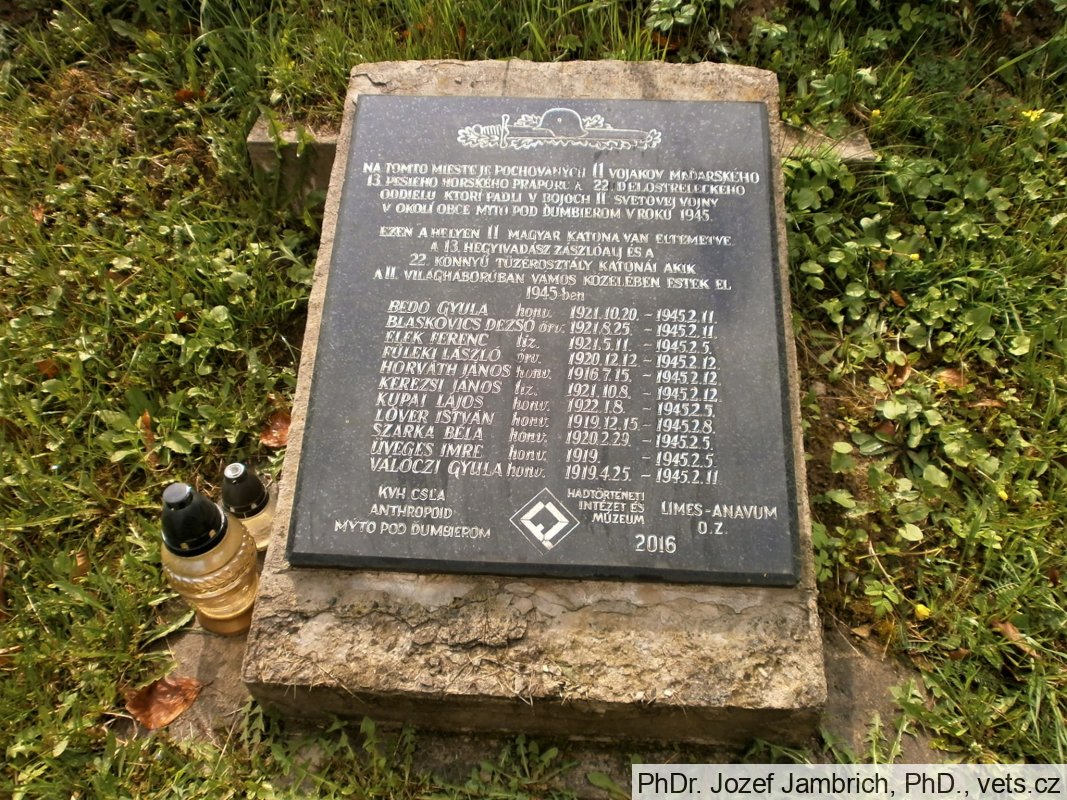 NA TOMTO MIESTE JE POCHOVANÝCH 11 VOJAKOV MAĎARSKÉHO
13. PEŠIEHO HORSKÉHO PRÁPORU A 22. DELOSTRELECKÉHO
ODDIELU KTORÍ PADLI V BOJOCH II SVETOVEJ VOJNY
V OKOLÍ OBCE MÝTO POD ĎUMBIEROM V ROKU 1945.
EZEN A HELYEN 11 MAGYAR KATONA VAN ELTEMETVE
A 13. HEGYIVADÁSZ ZÁSZLÓALJ ÉS A
22. KÖNNYŰ TÜZÉROSZTÁLY KATONÁI AKIK
A II. VILÁGHÁBORÚBAN VÁMOS KÖZELÉBEN ESTEK EL
1945-ben
BEDŐ GYULA honv. 1921.10.20. - 1945.2.11.
BLASKOVICS DEZSŐ őrv. 1921.8.25. - 1945.2.11.
ELEK FERENC tiz. 1921.5.11. - 1945.2.5.
FÜLEKI LÁSZLÓ őrv. 1920.12.12. - 1945.2.12.
HORVÁTH JÁNOS honv. 1916.7.15. - 1945.2.12.
KEREZSI JÁNOS tiz. 1921.10.8. - 1945.2.12.
KUPAI LAJOS honv. 1922.1.8. - 1945.2.5.
LÖVER ISTVÁN honv. 1919.12.15. - 1945.2.8.
SZARKA BÉLA honv. 1920.2.29. - 1945.2.5.
ÜVEGES IMRE honv. 1919. - 1945.2.5.
VALÓCZI GYULA honv. 1919.4.25. - 1945.2.11.
KVH ČSĽA
ANTHROPOID
MÝTO POD ĎUMBIEROM
HADTÖRTÉNETI
INTÉZET ÉS
MÚZEUM
2016
LIMES-ANAVUM
O.Z.
PhDr. Jozef Jambrich, PhD., vets.cz